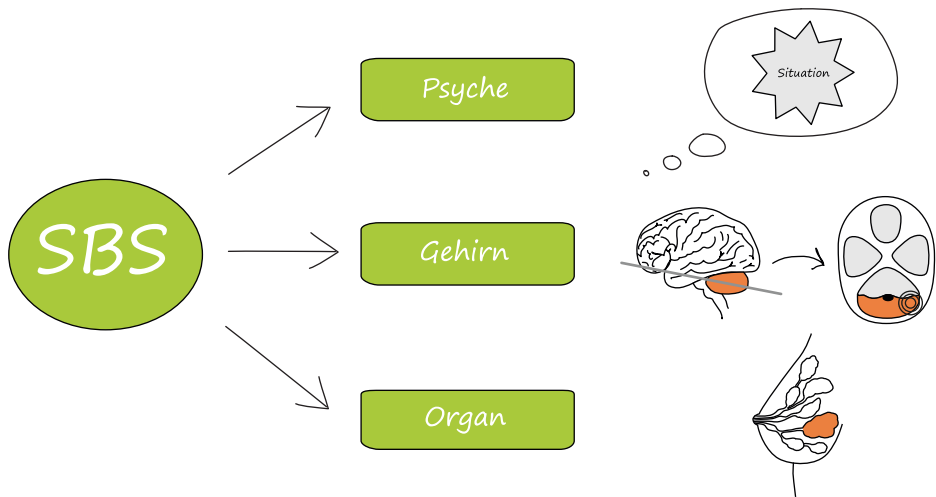 Psyche
Situation
SBS
Gehirn
Organ